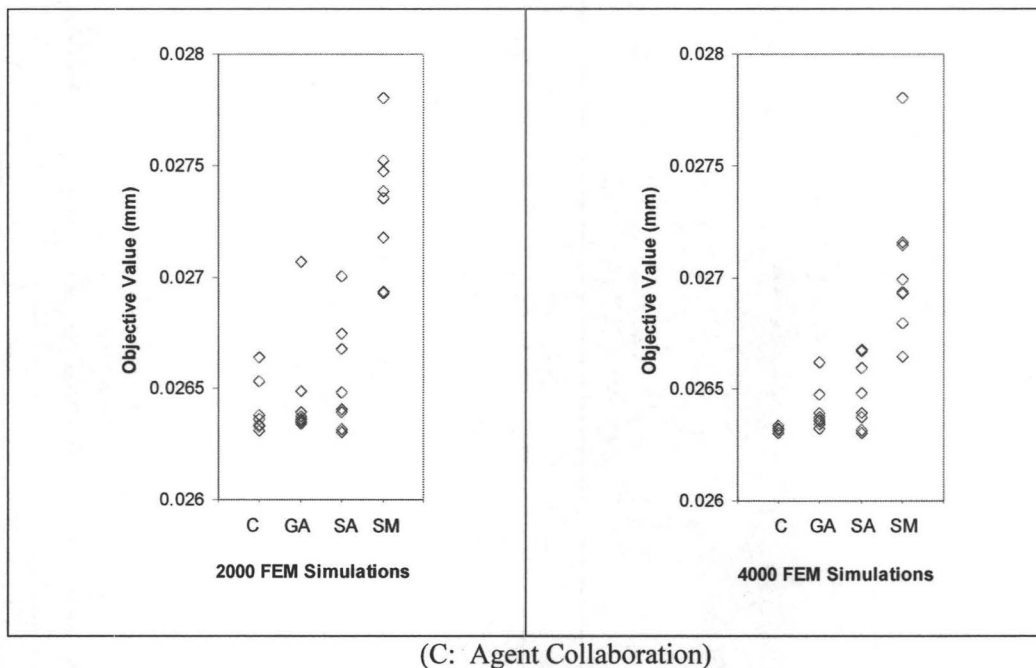 0.028
0.0275
0.027
0.0265
0.026
Objective Value (mm)
C GA SA SM
2000 FEM Simulations
0.028
0.0275
0.027
0.0265
0.026
Objective Value (mm)
C GA SA SM
4000 FEM Simulations
(C: Agent Collaboration)